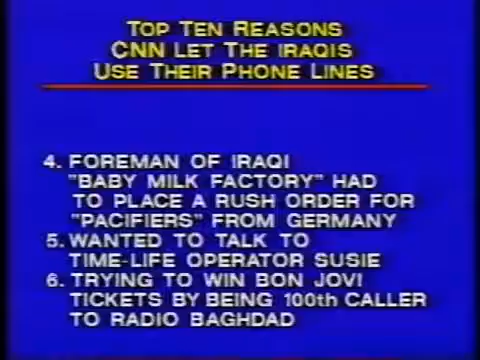 TOP TEN REASONS
CNN LET THE IRAQIS
USE THEIR PHONE LINES
4. FOREMAN OF IRAQI
"BABY MILK FACTORY" HAD
TO PLACE A RUSH ORDER FOR
"PACIFIERS" FROM GERMANY
5. WANTED TO TALK TO
TIME-LIFE OPERATOR SUSIE
6. TRYING TO WIN BON JOVI
TICKETS BY BEING 100th CALLER
TO RADIO BAGHDAD